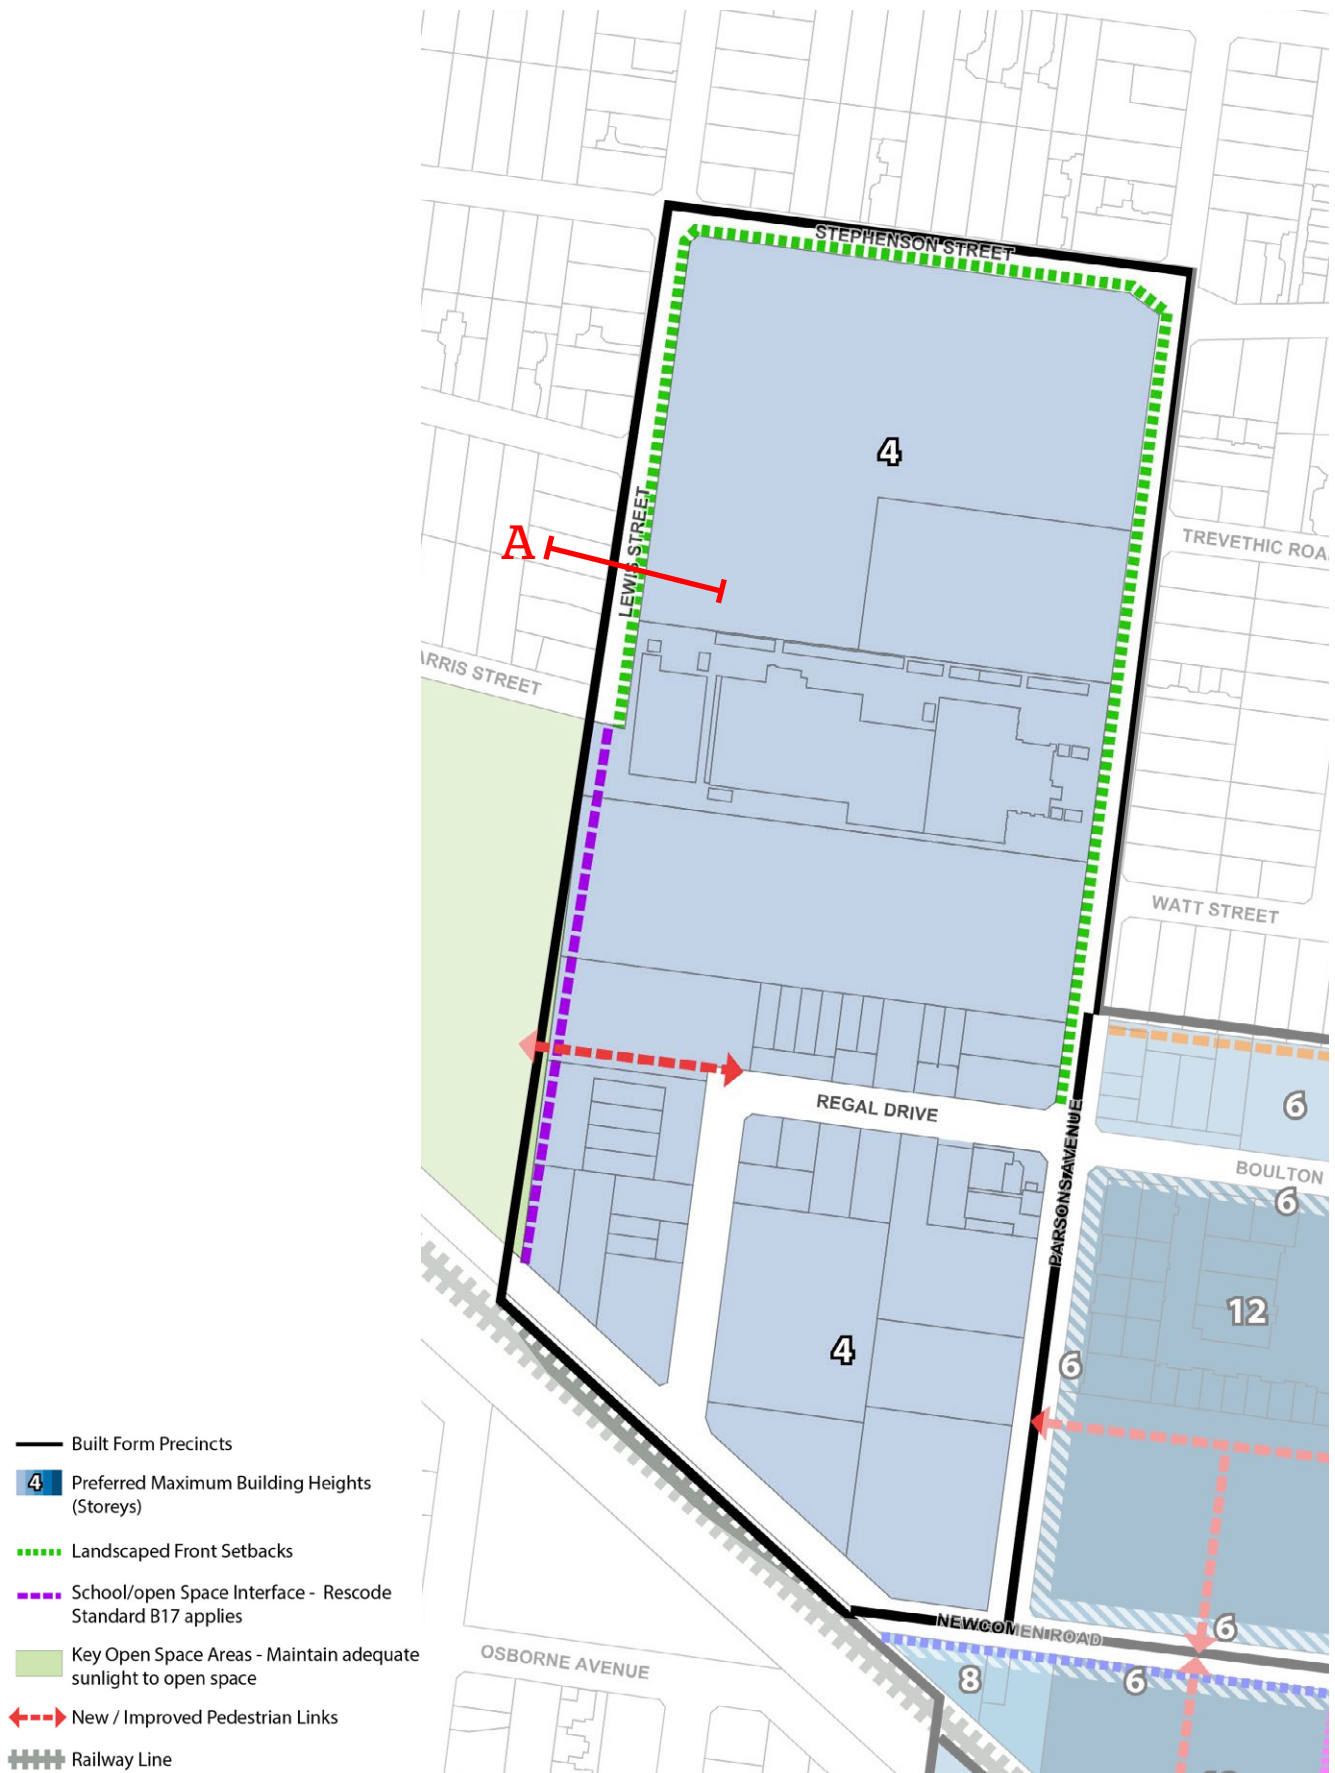 STEPHENSON STREET
4
LEWIS STREET
A
TREVETHIC ROA
ARRIS STREET
WATT STREET
REGAL DRIVE
6
BOULTON
6
PARSONS AVENUE
12
4
6
Built Form Precincts
4
Preferred Maximum Building Heights
(Storeys)
Landscaped Front Setbacks
School/open Space Interface - Rescode
Standard B17 applies
Key Open Space Areas - Maintain adequate
sunlight to open space
New / Improved Pedestrian Links
Railway Line
NEWCOMEN ROAD
6
OSBORNE AVENUE
8
6